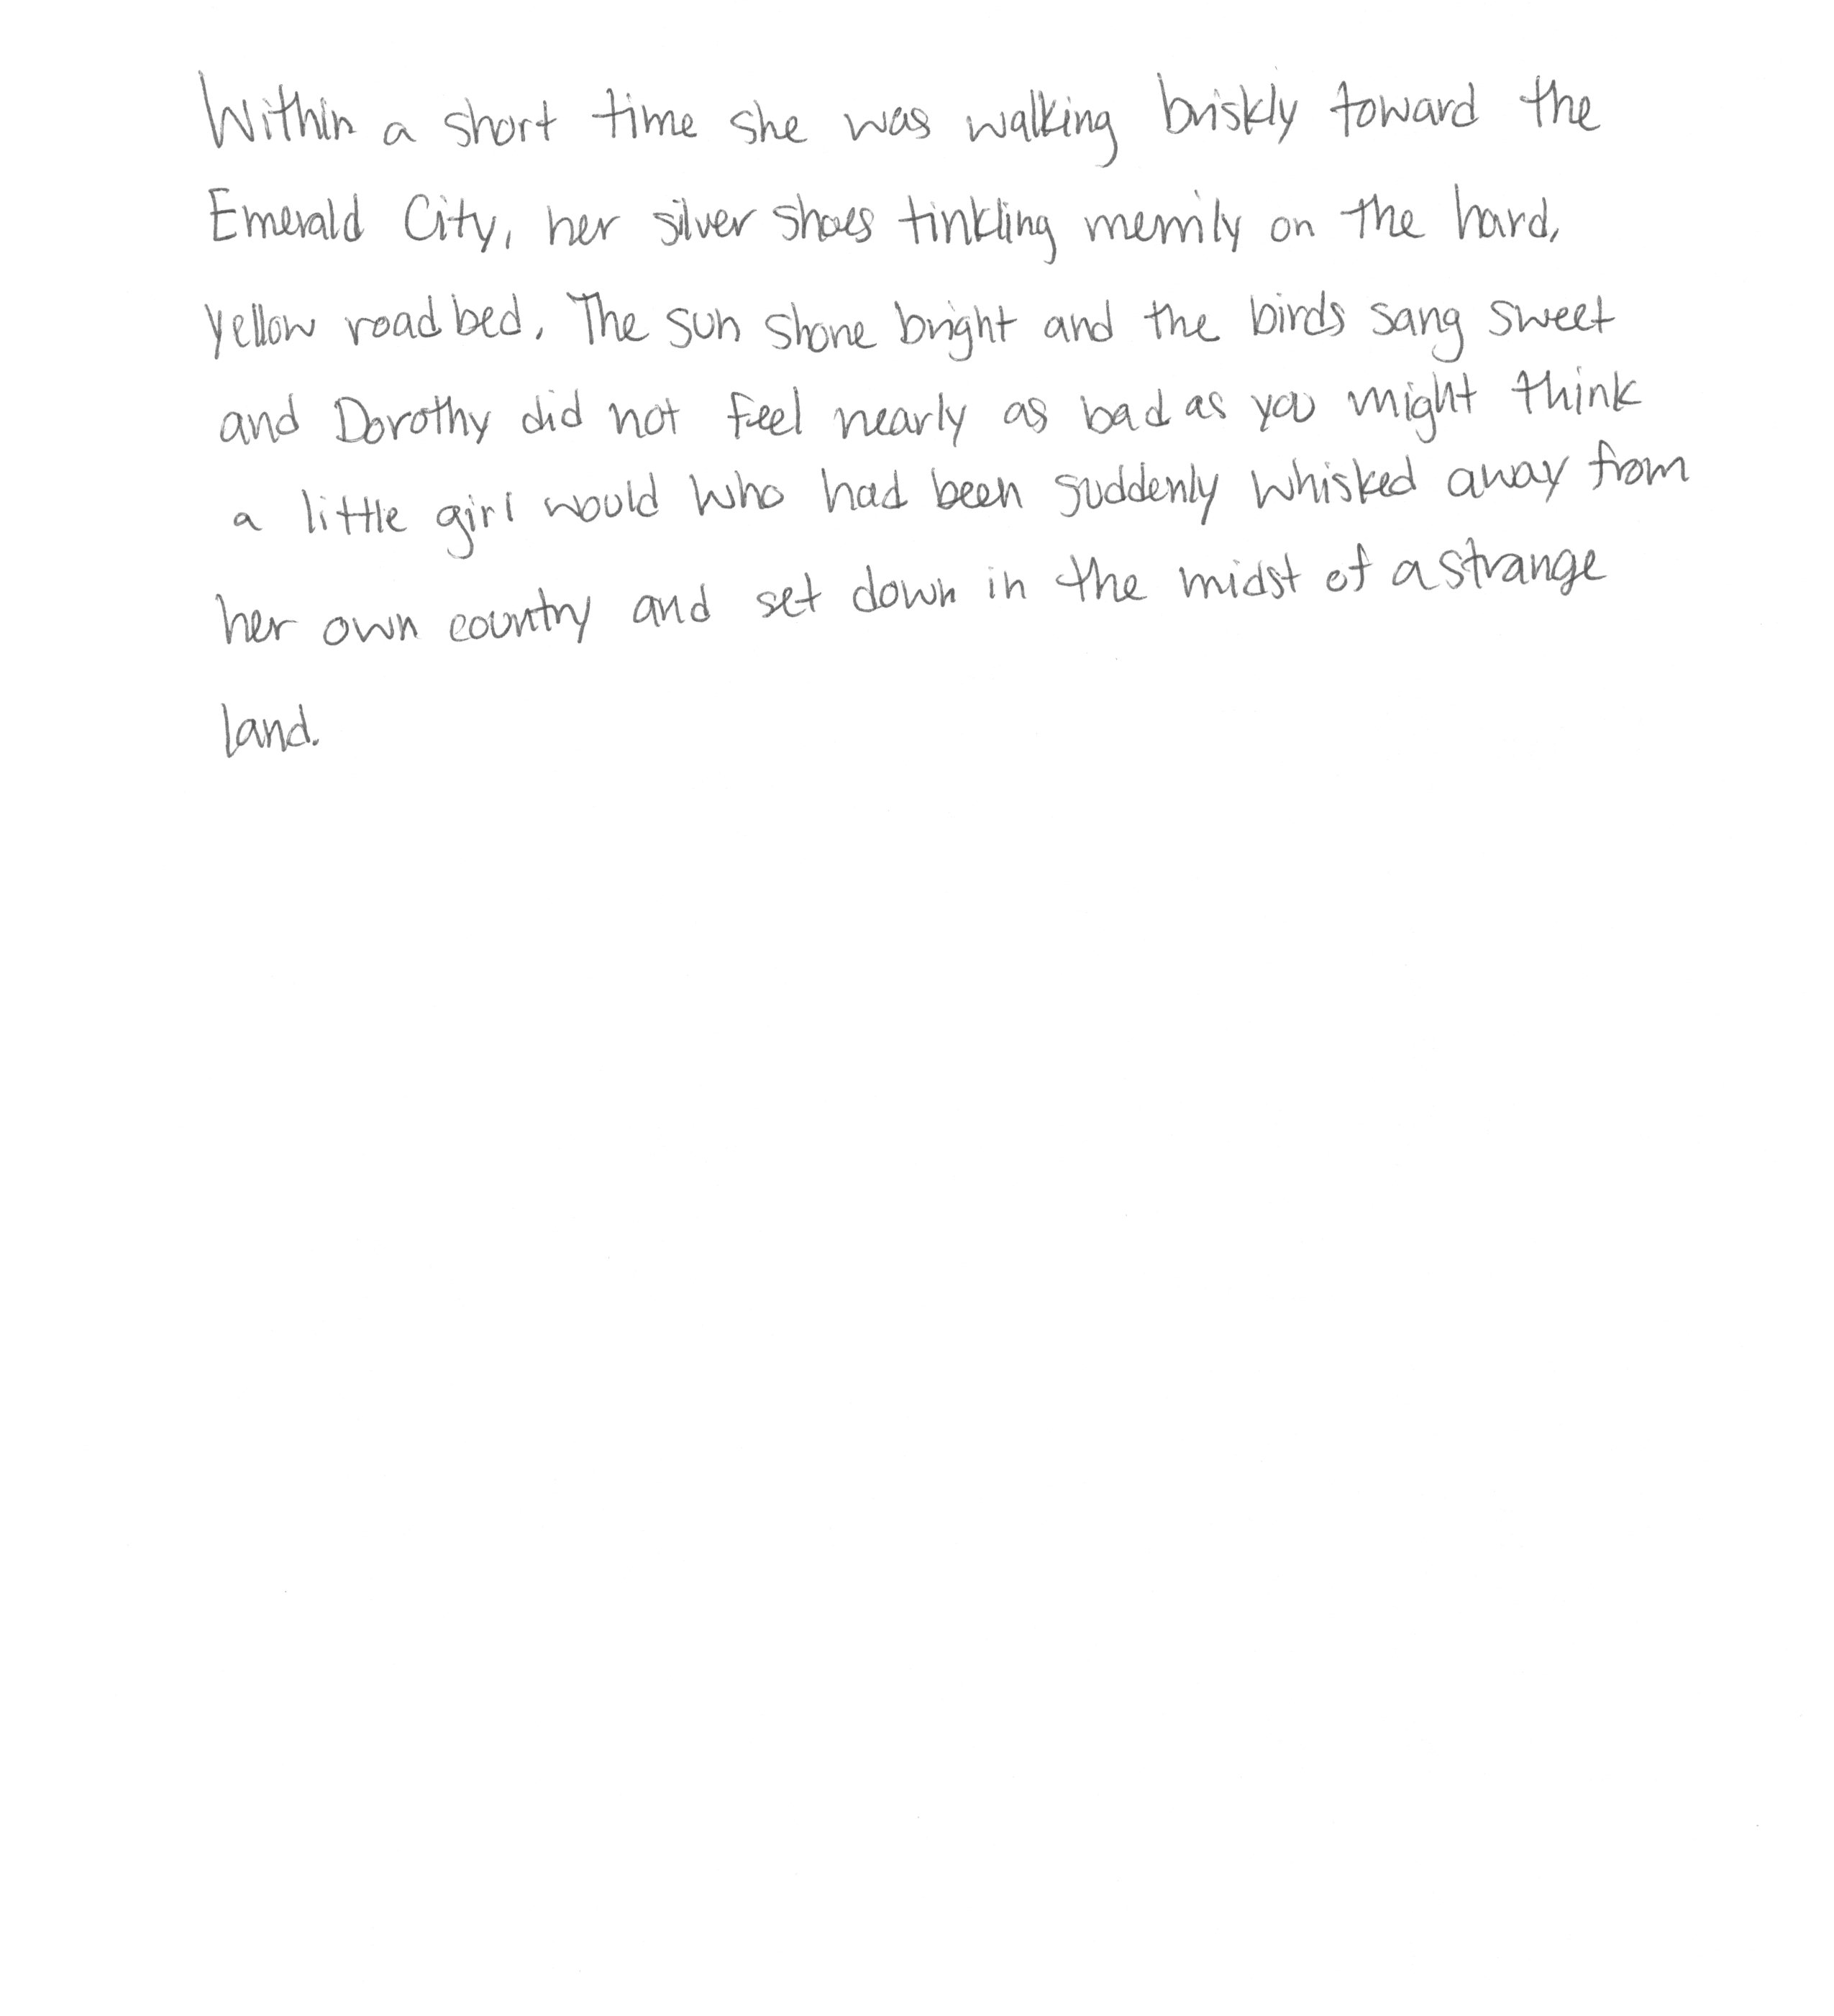 Within a short time she was walking briskly toward the
Emerald City, her silver shoes tinkling merrily on the hard,
yellow road bed. The sun shone bright and the birds sang sweet
and Dorothy did not feel nearly as bad as you might think
a little girl would who had been suddenly whisked away from
her own country and set down in the midst of a strange
land.